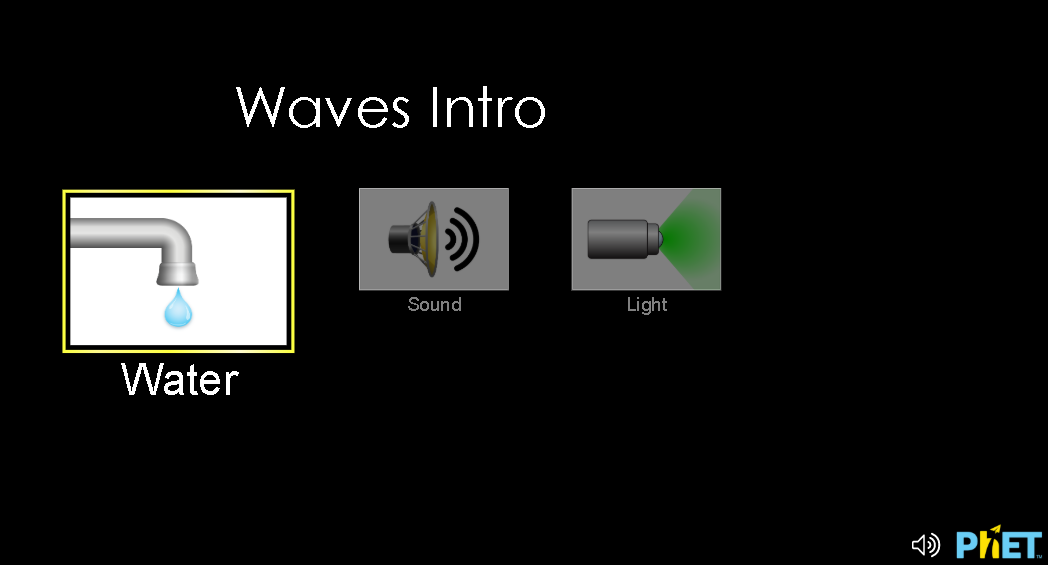 Waves Intro
Sound
Light
Water
PhET